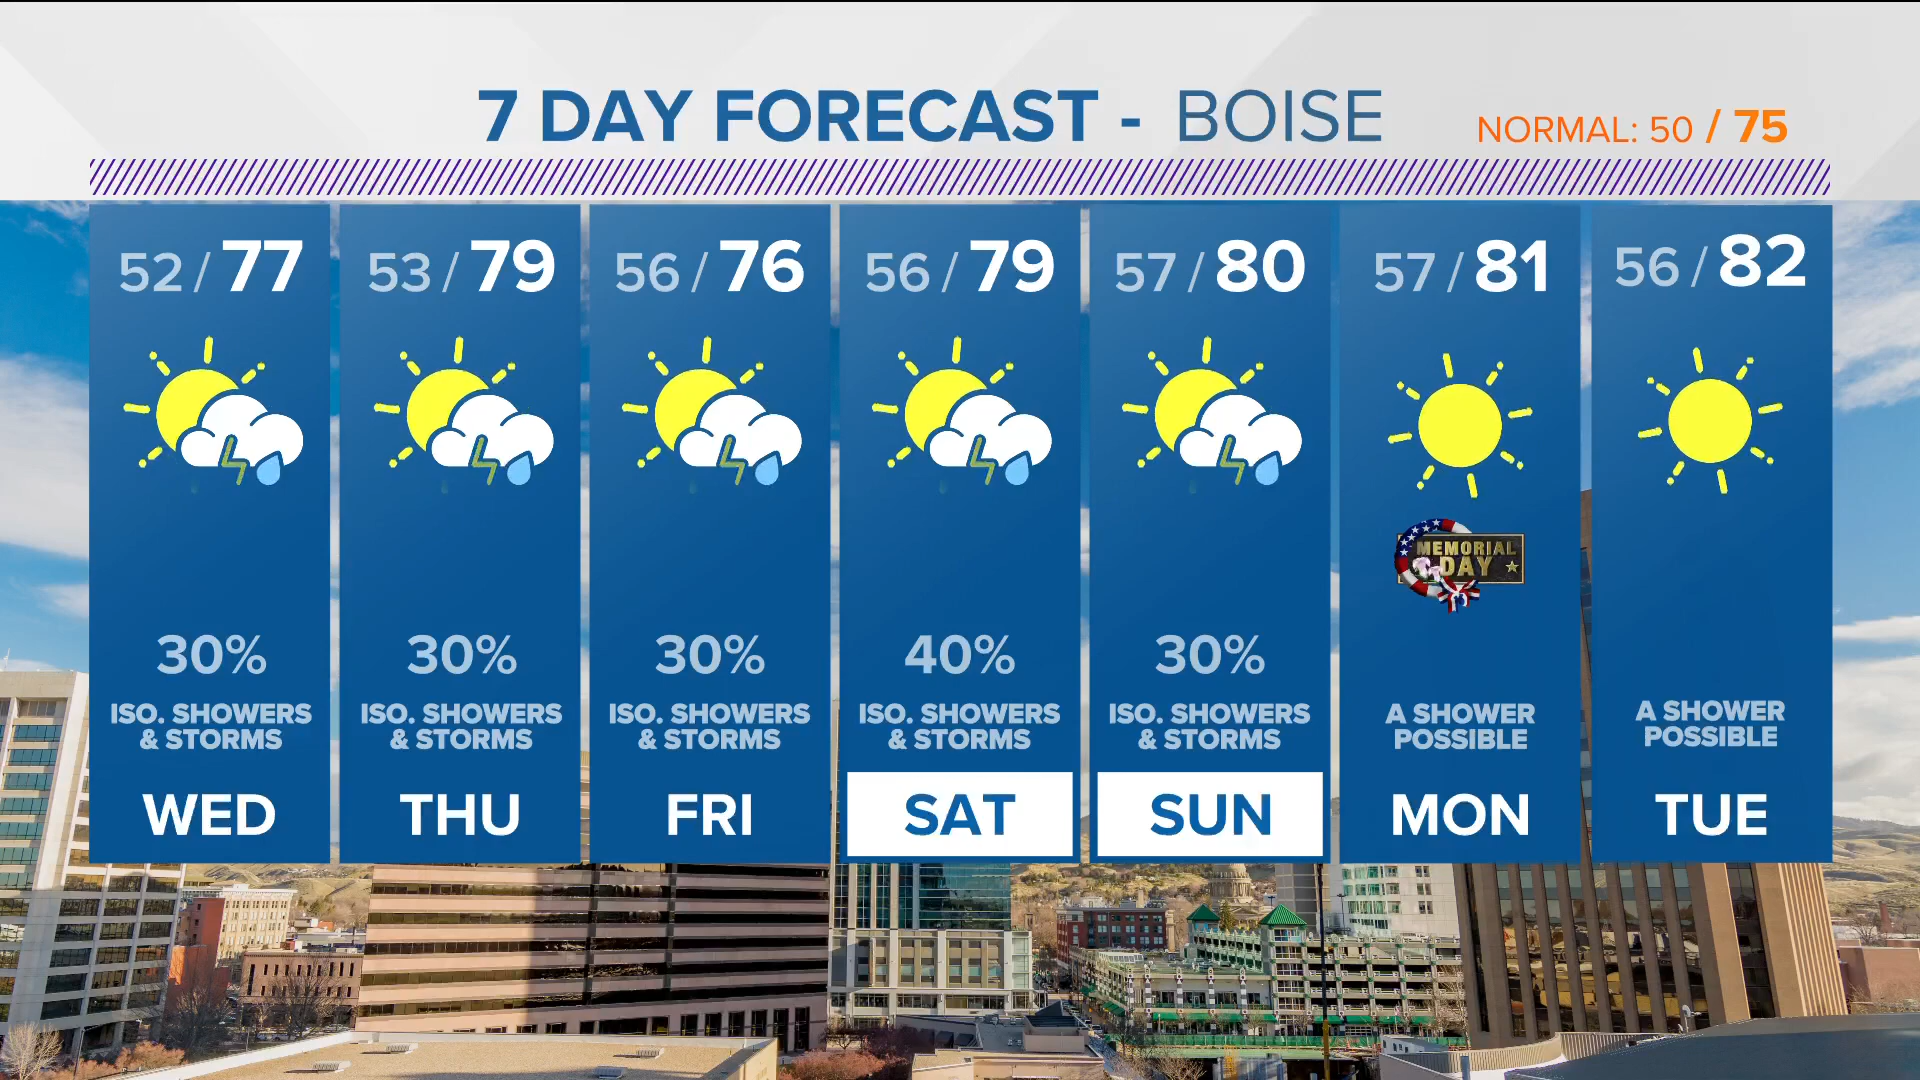 7 DAY FORECAST - BOISE
NORMAL: 50 / 75
52 / 77
30%
ISO. SHOWERS
& STORMS
WED
53 / 79
30%
ISO. SHOWERS
& STORMS
THU
56 / 76
30%
ISO. SHOWERS
& STORMS
FRI
56 / 79
40%
ISO. SHOWERS
& STORMS
SAT
57 / 80
30%
ISO. SHOWERS
& STORMS
SUN
57 / 81
MEMORIAL
DAY
A SHOWER
POSSIBLE
MON
56 / 82
A SHOWER
POSSIBLE
TUE